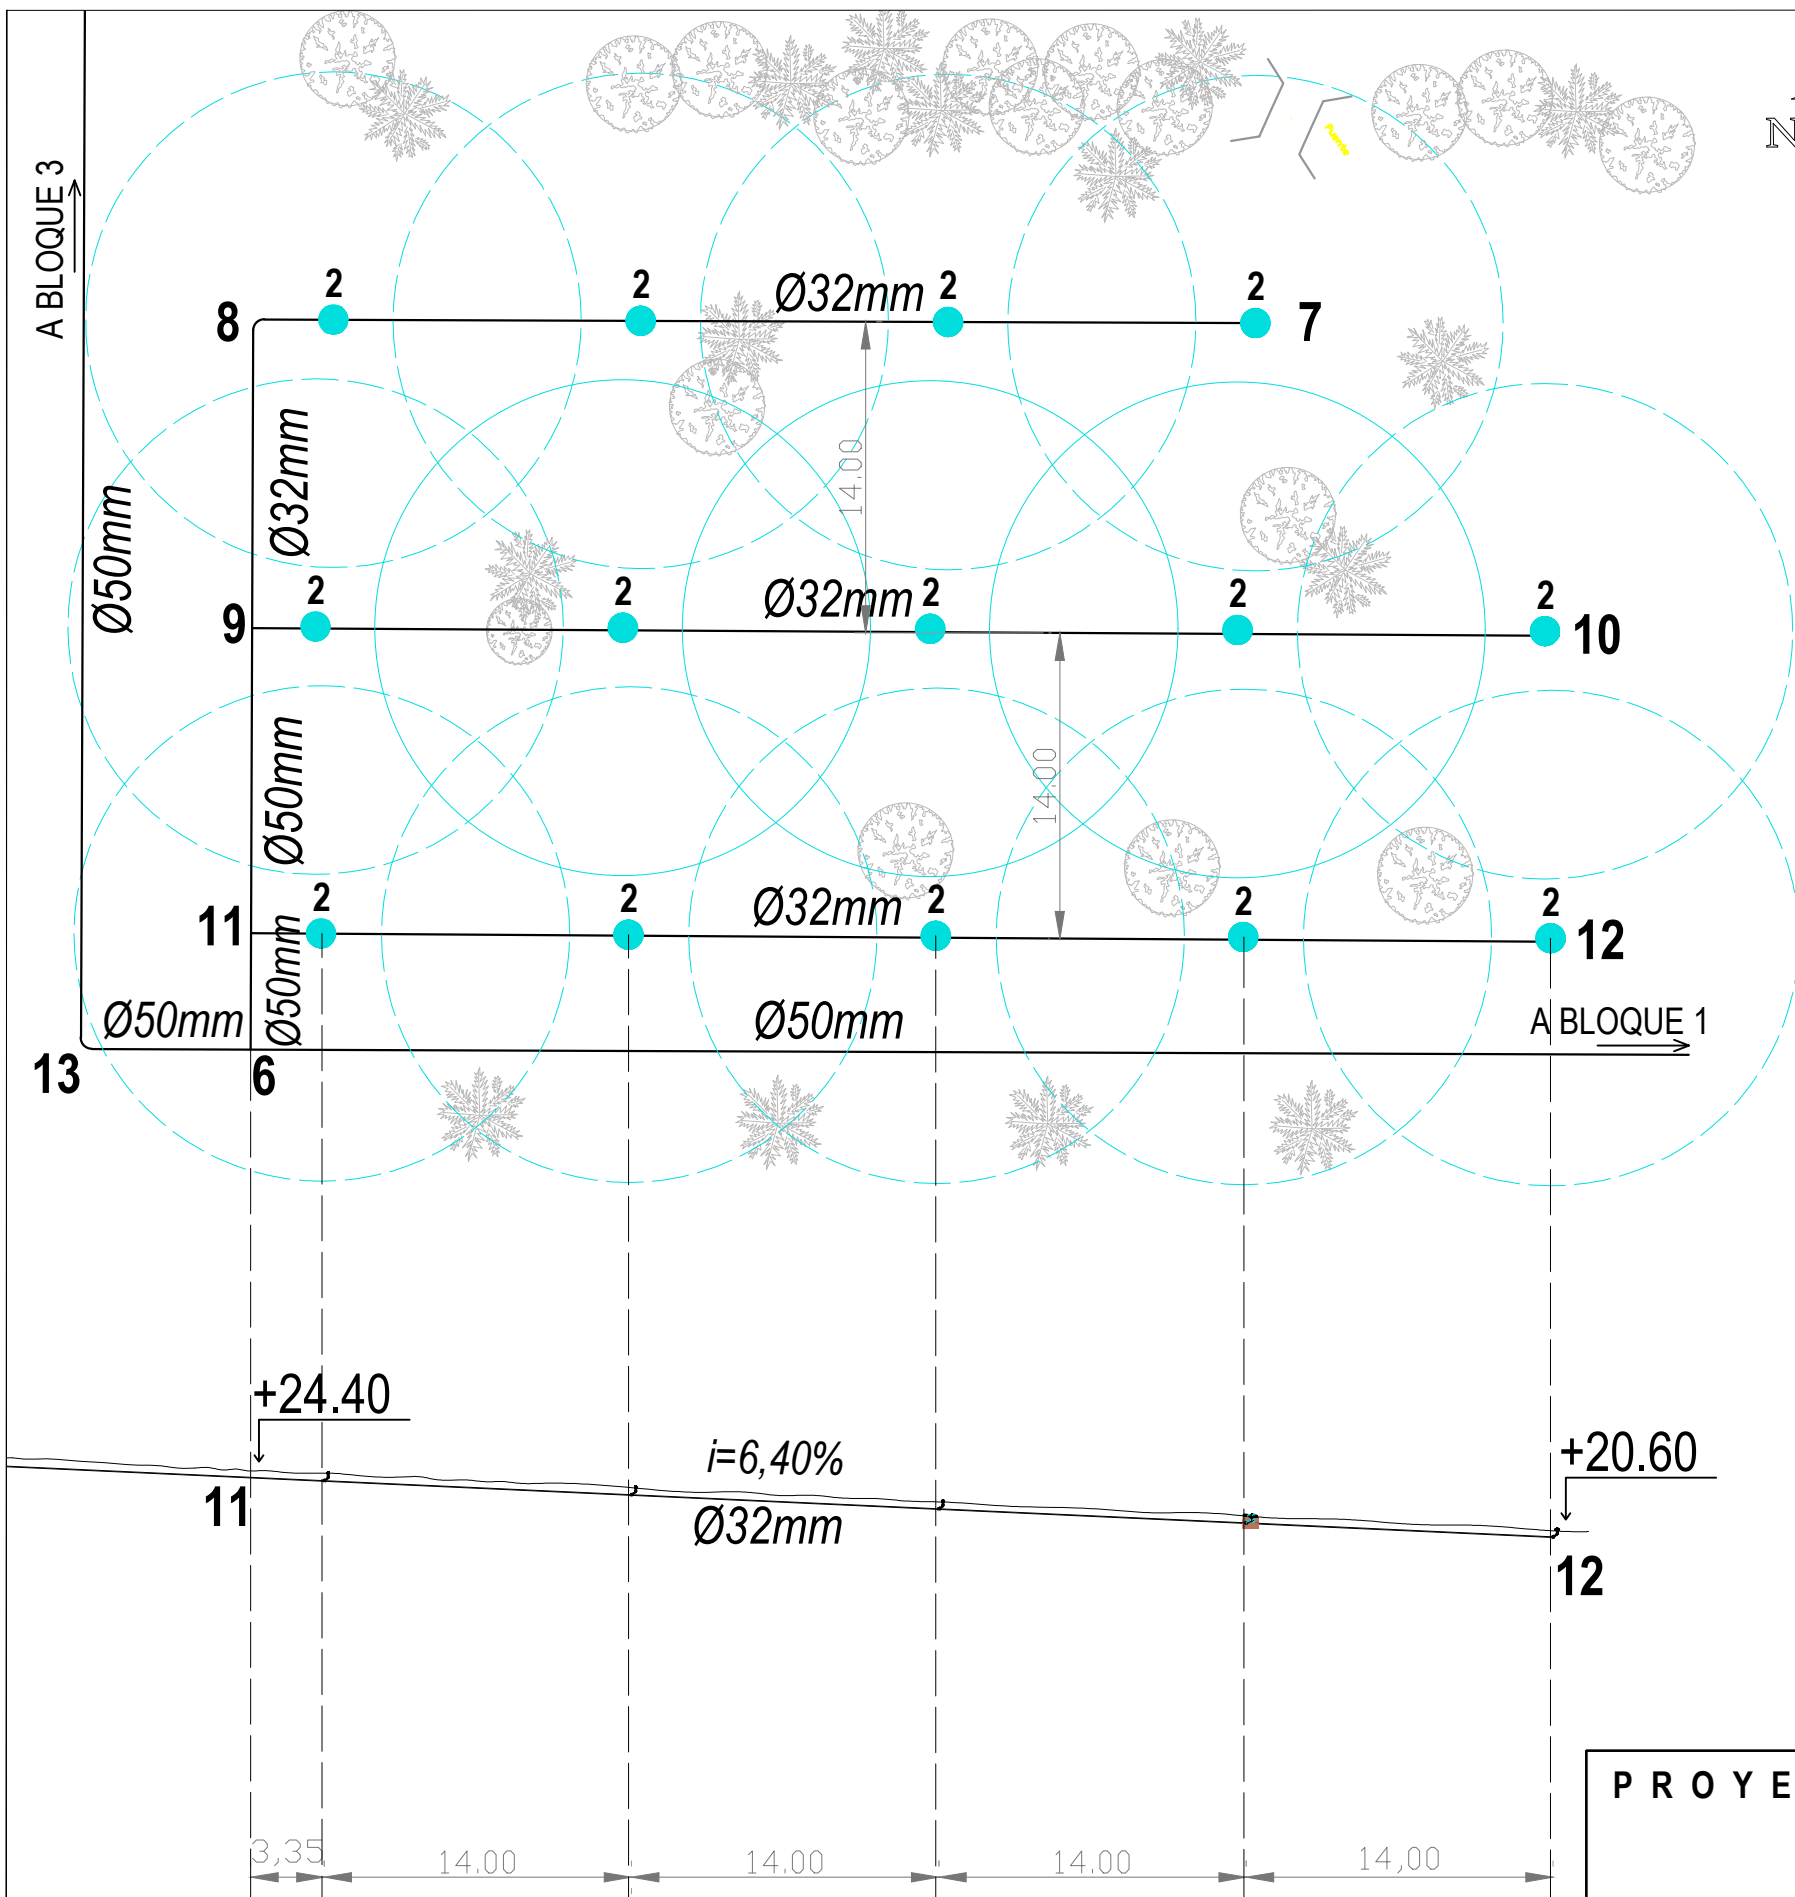 A BLOQUE 3
Puente
N
2 2 Ø32mm 2 2
8 7
14,00
Ø32mm
Ø50mm
2 2 Ø32mm 2 2 2
9 10
14,00
Ø50mm
2 2 Ø32mm 2 2 2
11 12
Ø50mm
Ø50mm Ø50mm A BLOQUE 1
13 6
+24.40
i=6,40%
+20.60
11 Ø32mm
12
PROYE
3,35 14.00 14.00 14.00 14,00